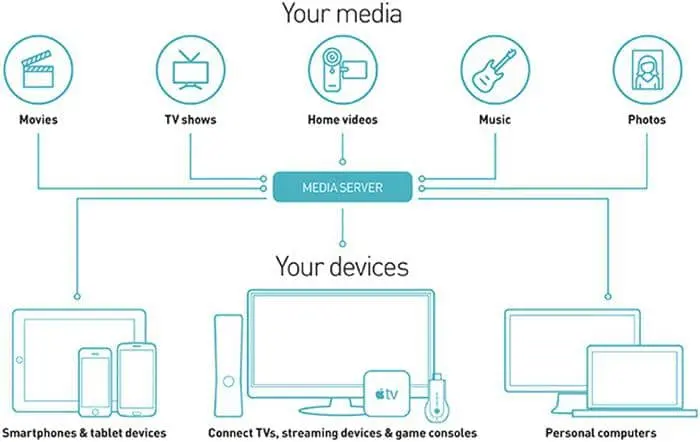 Your media
Movies
TV shows
Home videos
Music
Photos
MEDIA SERVER
Your devices
tv
Smartphones & tablet devices
Connect TVs, streaming devices & game consoles
Personal computers